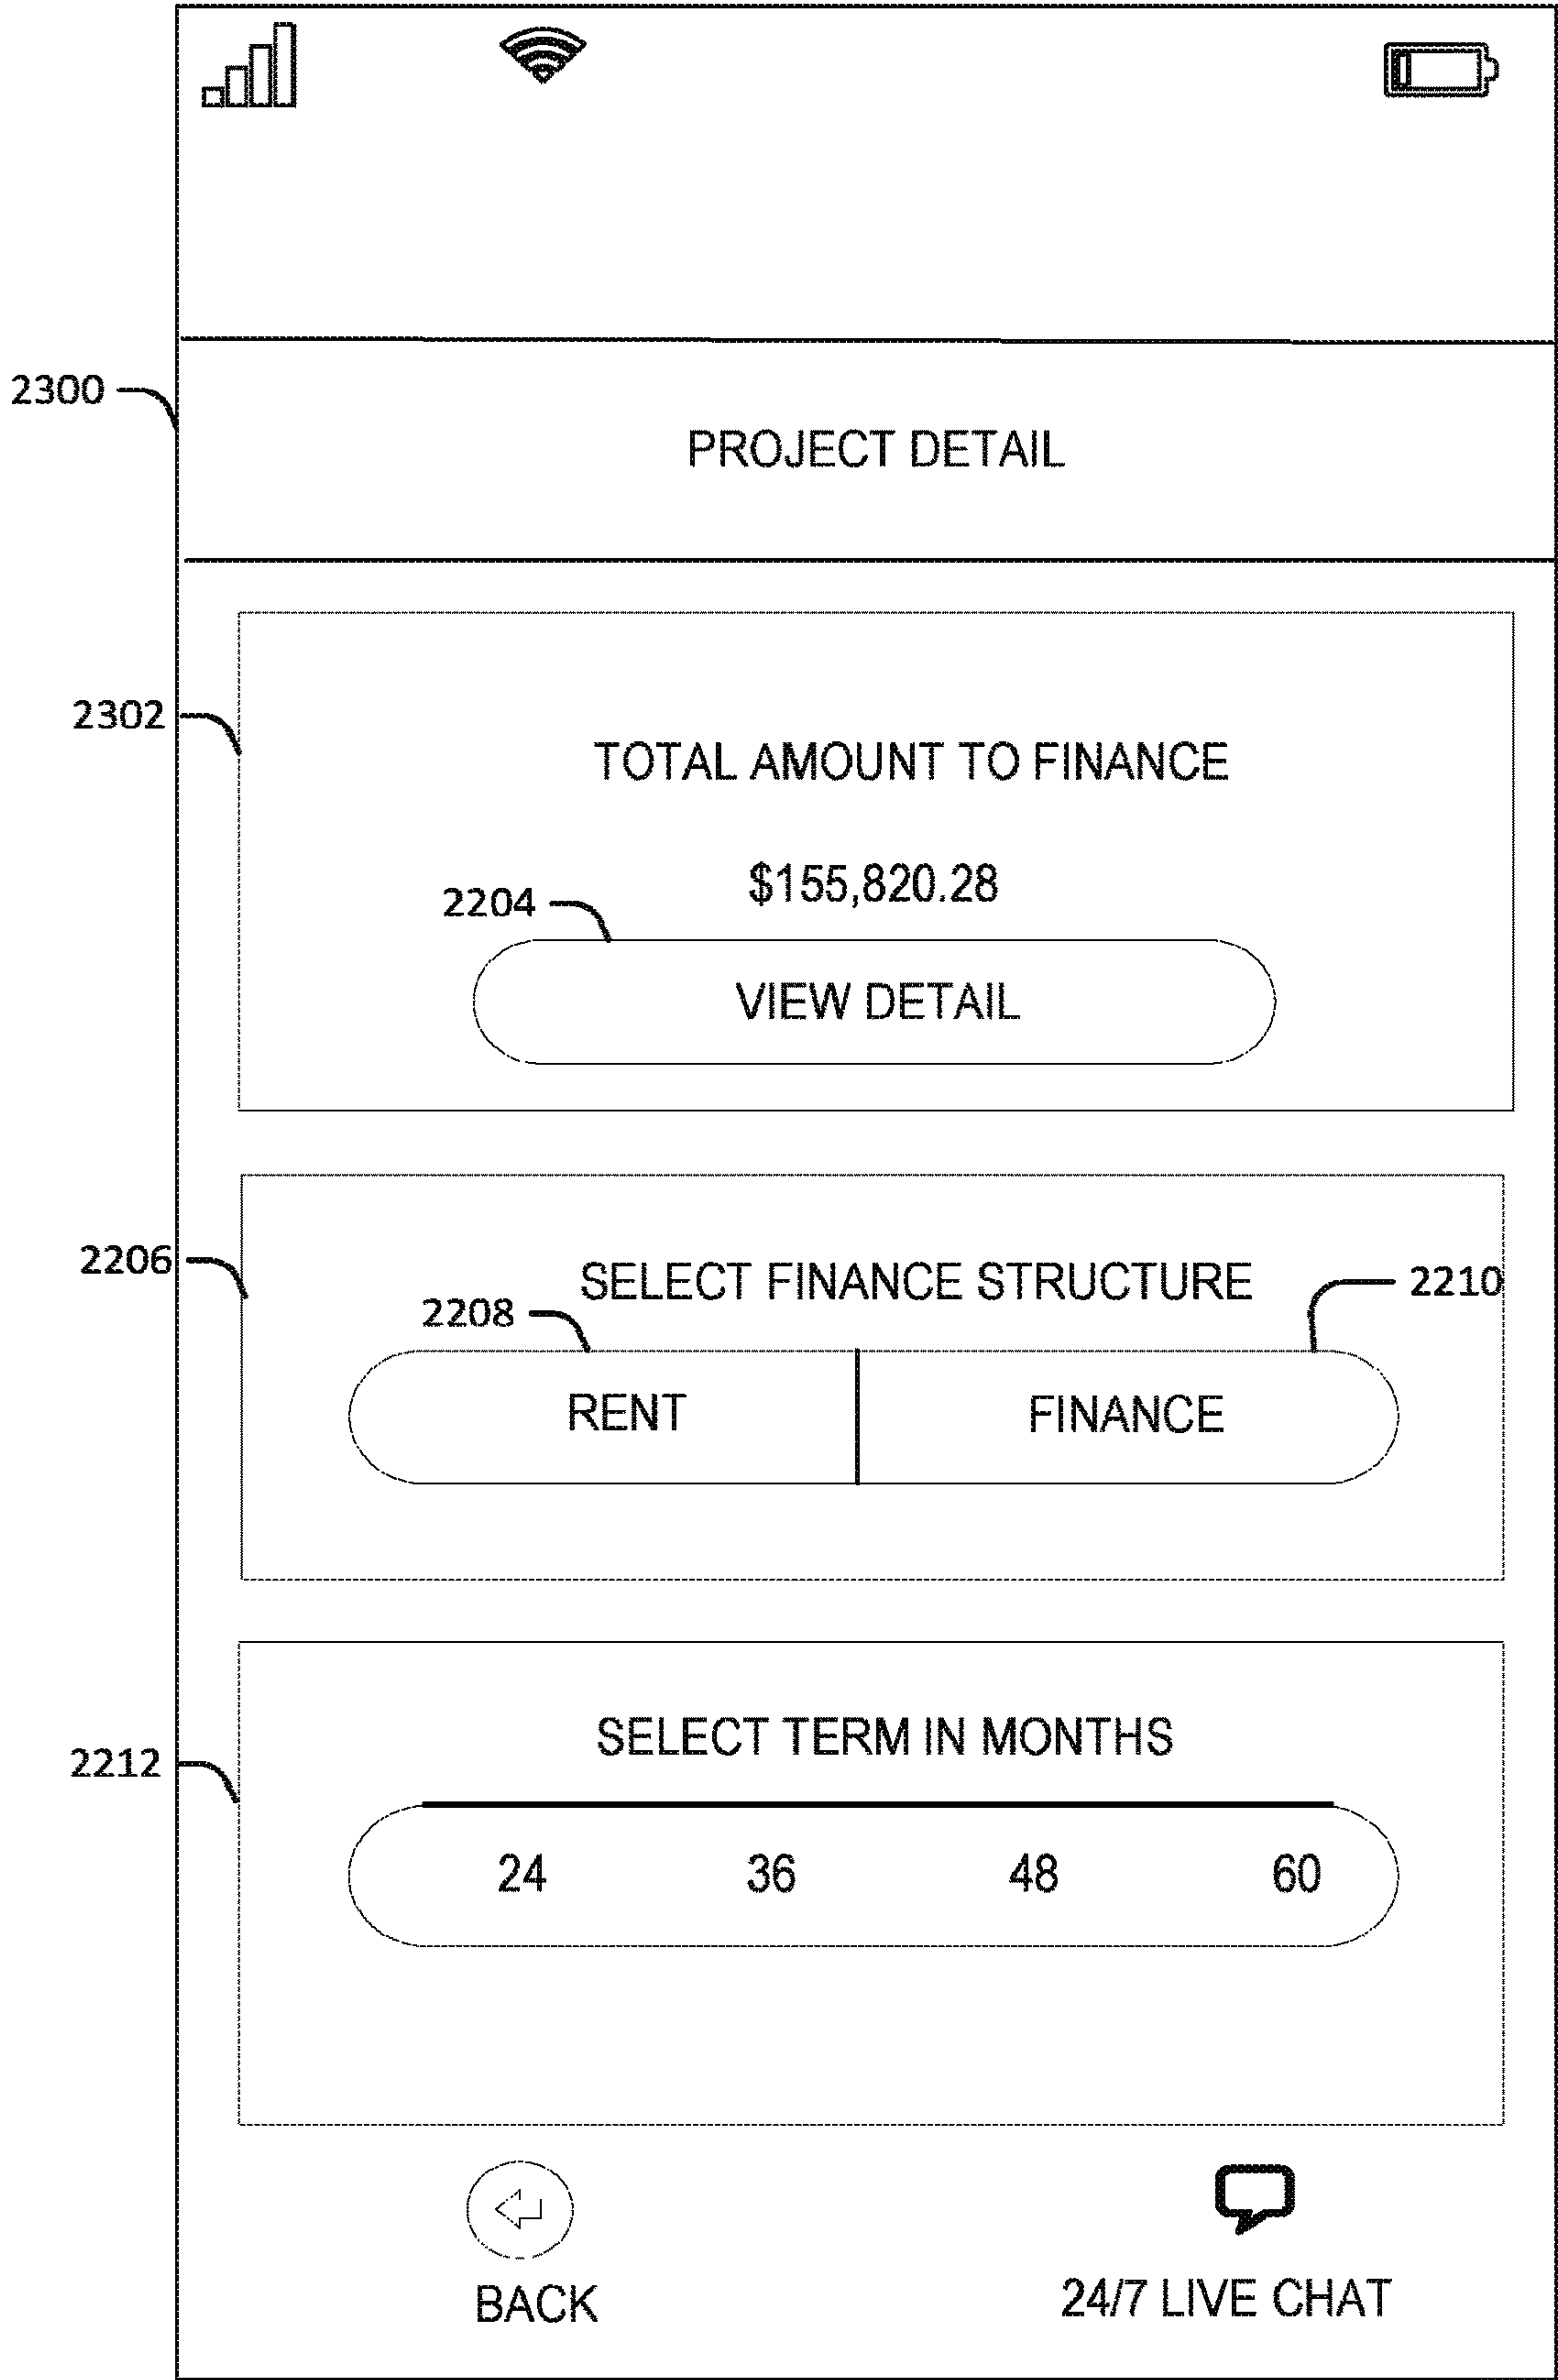 2300
PROJECT DETAIL
2302
TOTAL AMOUNT TO FINANCE
$155,820.28
2204
VIEW DETAIL
2206
SELECT FINANCE STRUCTURE
2210
2208
RENT
FINANCE
SELECT TERM IN MONTHS
2212
24 36 48 60
BACK
24/7 LIVE CHAT